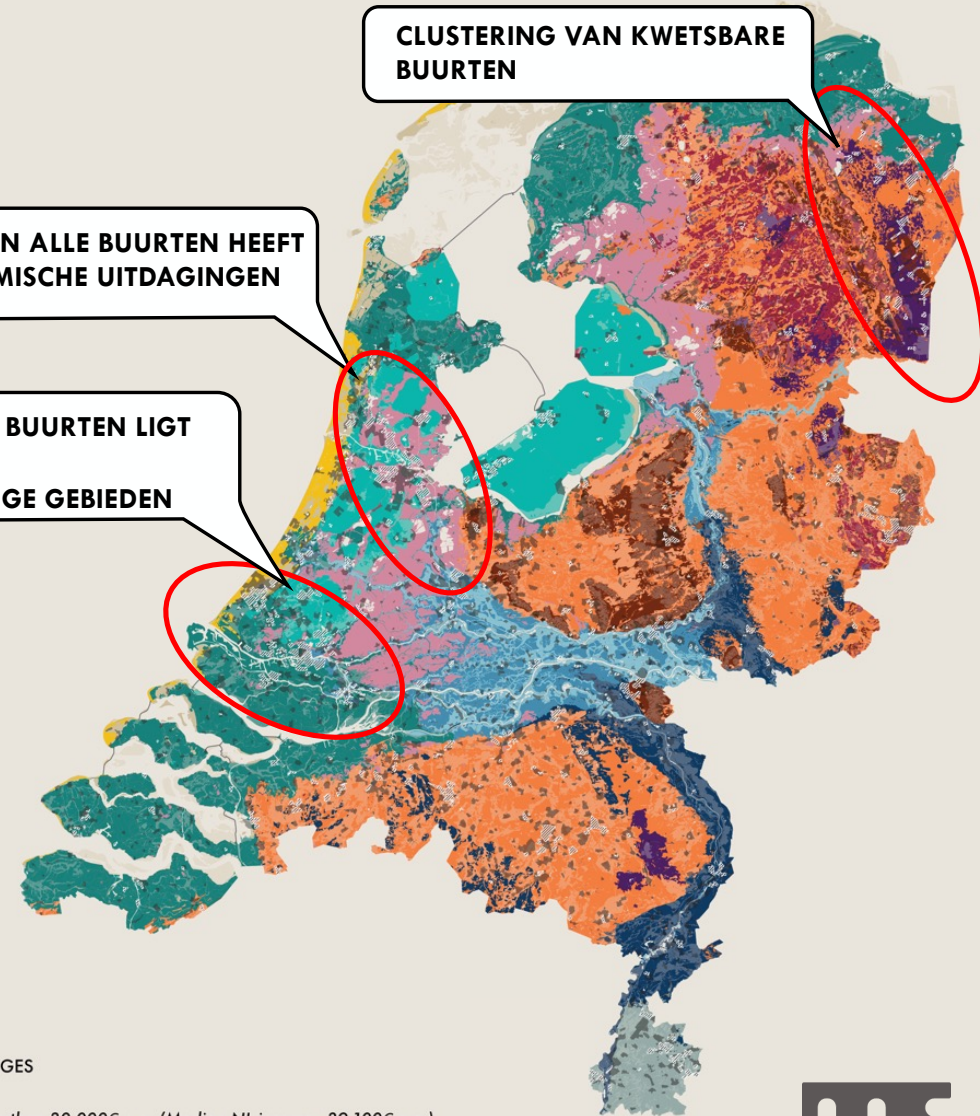 CLUSTERING VAN KWETSBARE
BUURTEN
N ALLE BUURTEN HEEFT
MISCHE UITDAGINGEN
BUURTEN LIGT
GE GEBIEDEN
GES